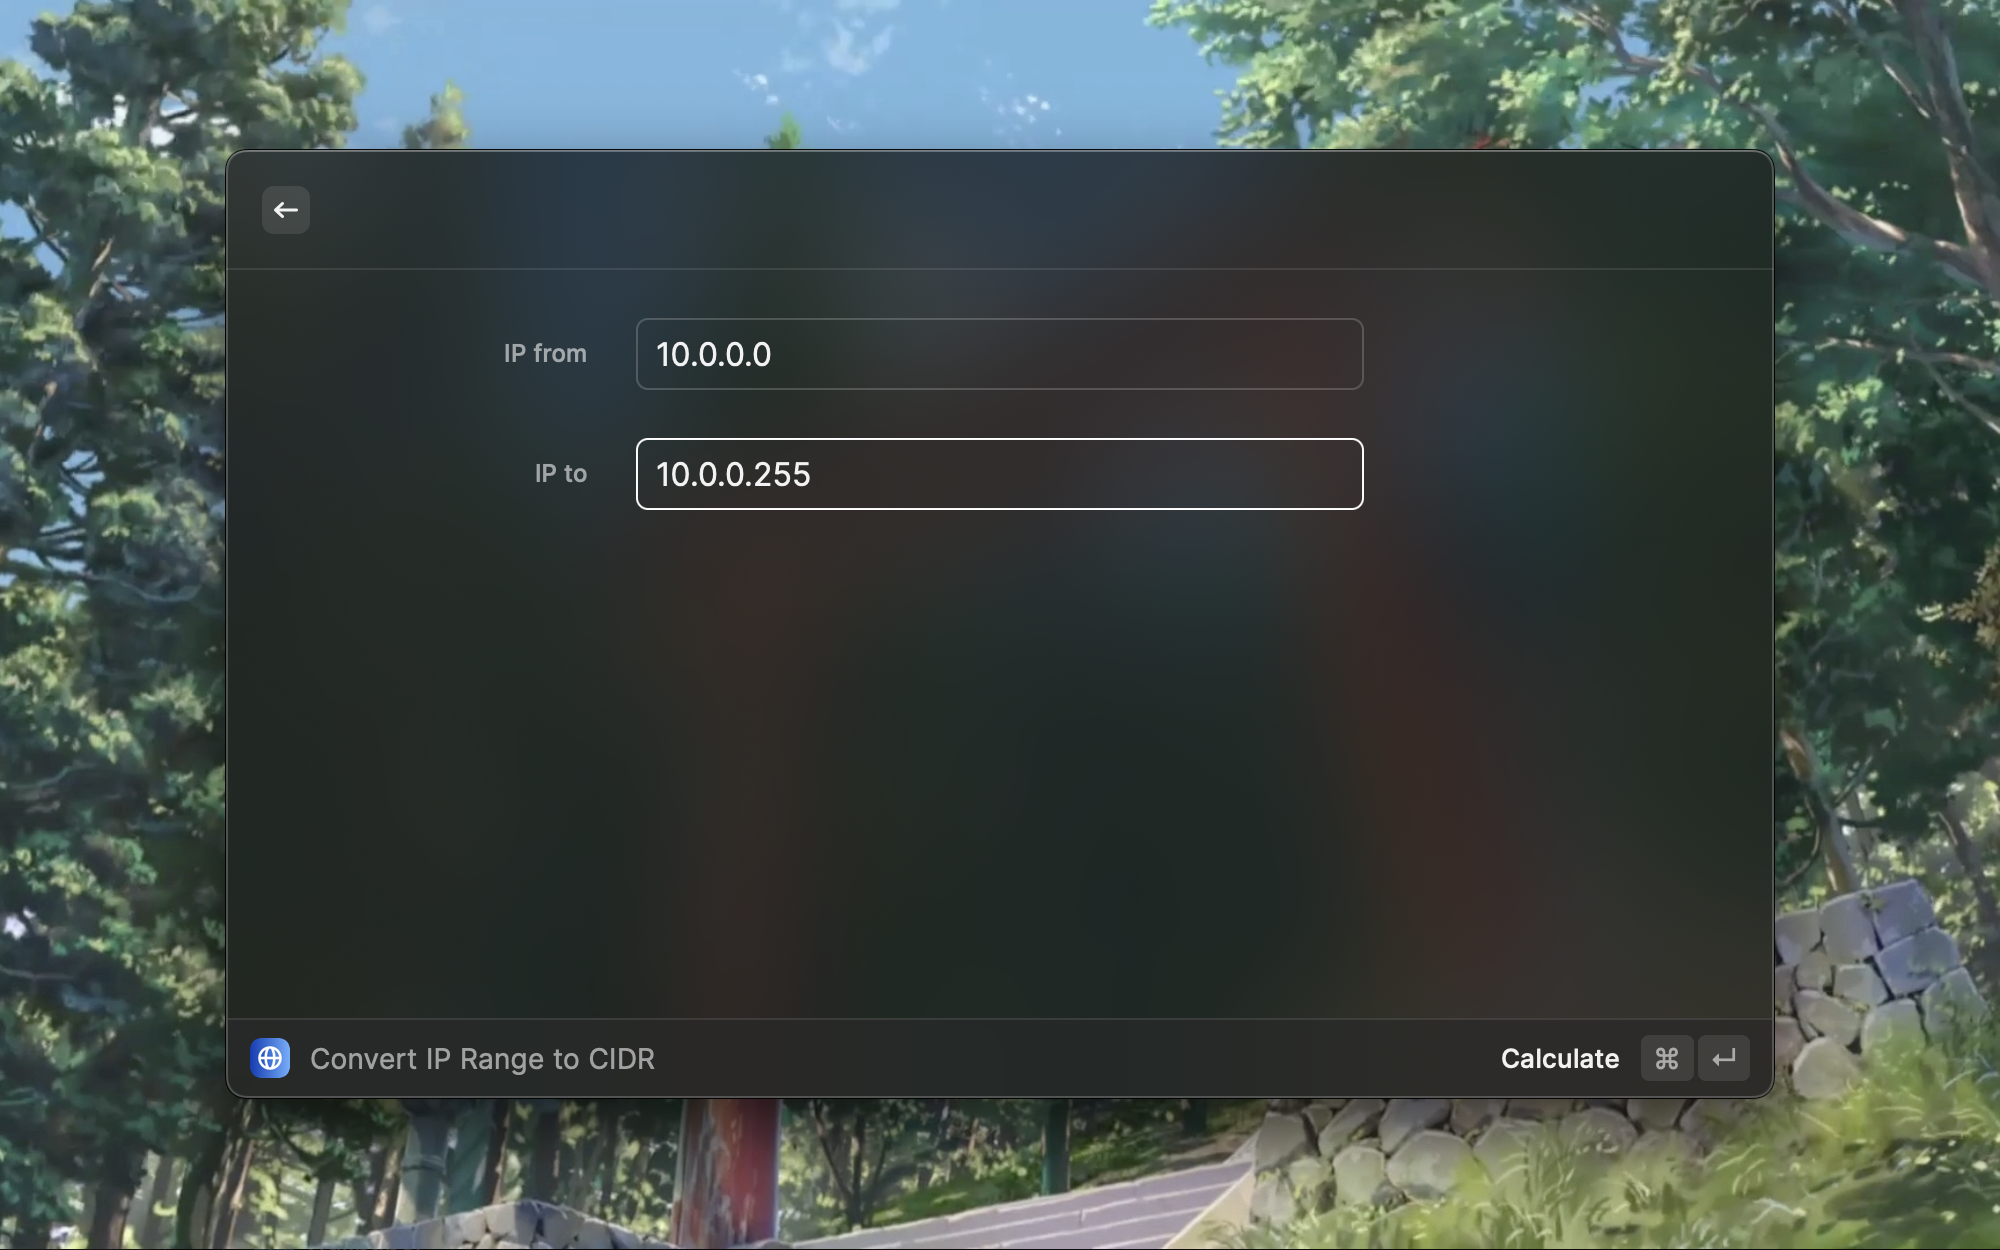 IP from
10.0.0.0
IP to
10.0.0.255
Convert IP Range to CIDR
Calculate ⌘ ↵